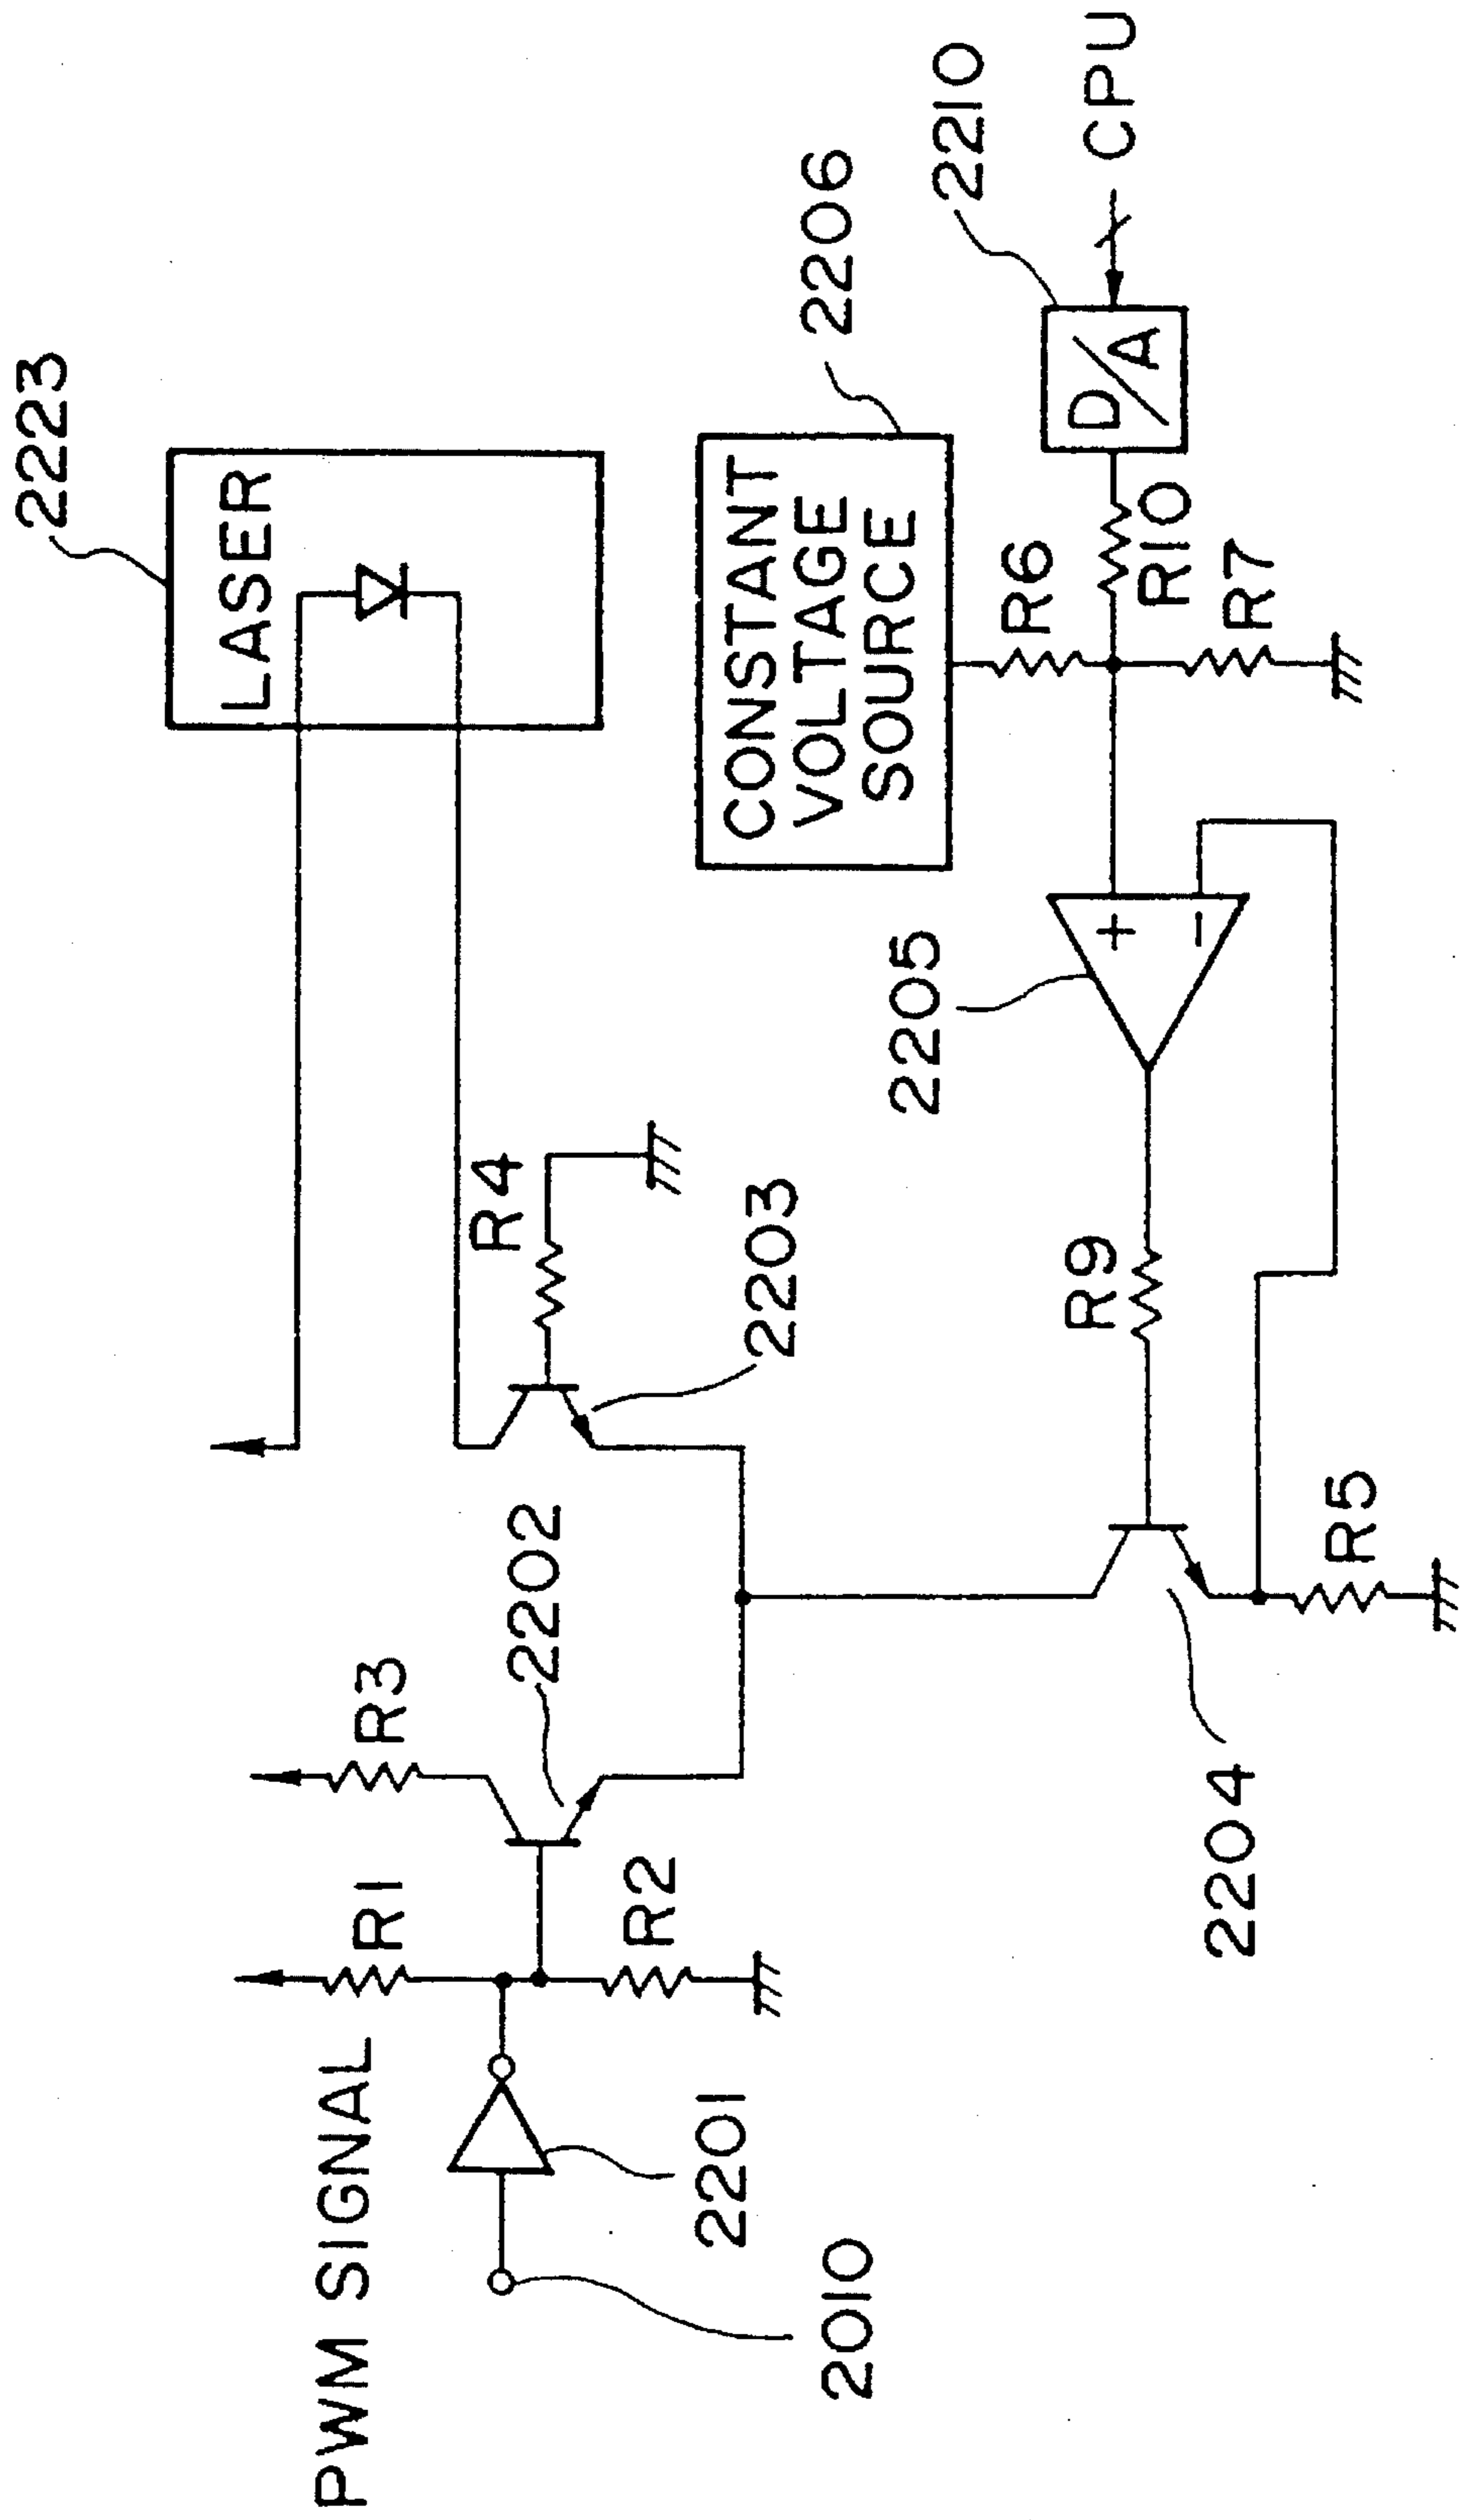 PWM SIGNAL
2010
2201
R1
R2
R3
2202
2203
R4
2204
R5
R9
2205
LASER
2223
CONSTANT
VOLTAGE
SOURCE
2206
R6
R10
R7
+
−
D/A
2210
CPU